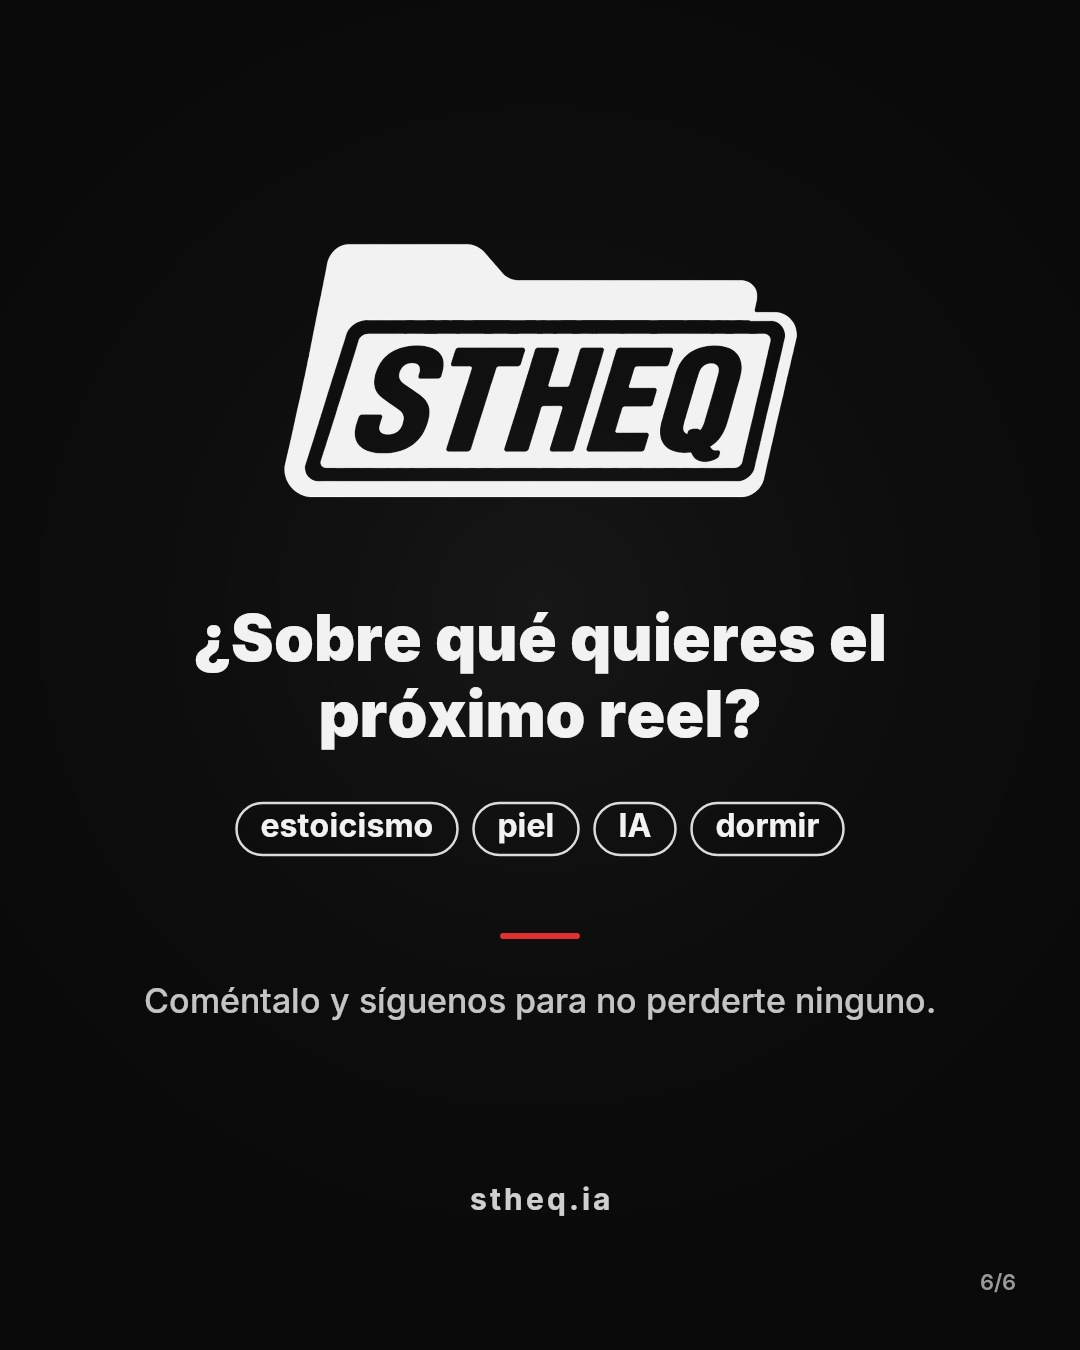 STHEQ
¿Sobre qué quieres el
próximo reel?
estoicismo piel IA dormir
Coméntalo y síguenos para no perderte ninguno.
stheq.ia
6/6